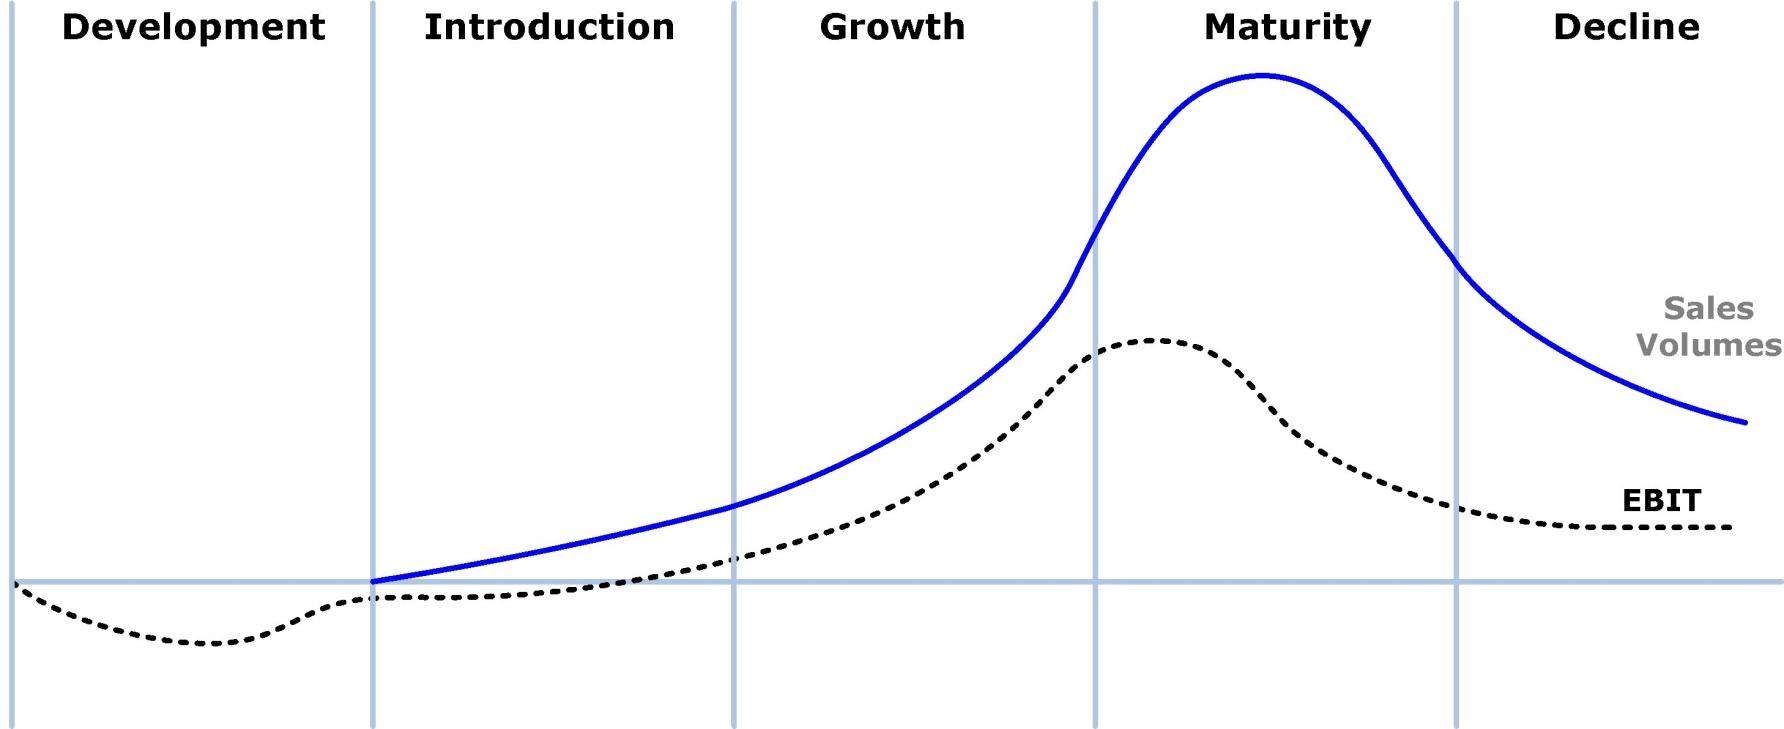 Development
Introduction
Growth
Maturity
Decline
Sales
Volumes
EBIT